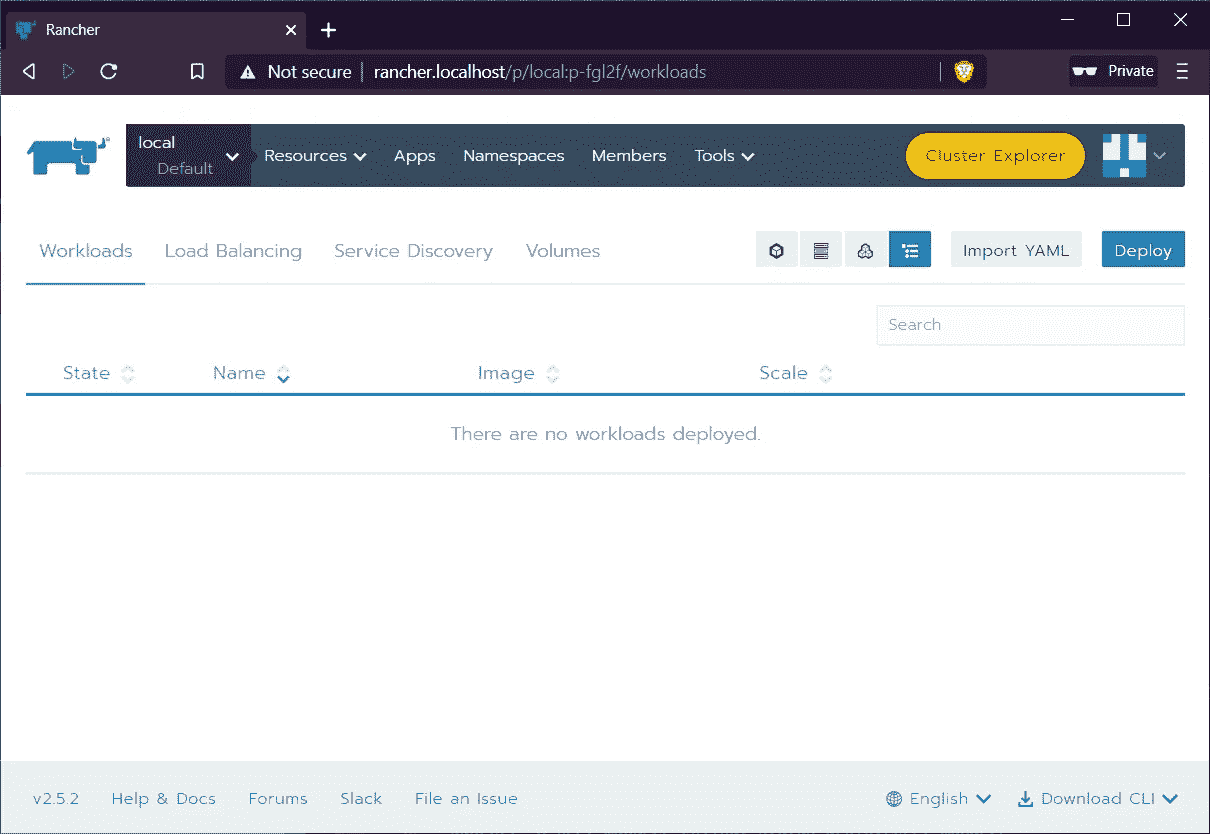 Rancher
Not secure rancher.localhost/p/local:p-fgl2f/workloads Private
local
Default
Resources Apps Namespaces Members Tools Cluster Explorer
Workloads Load Balancing Service Discovery Volumes Import YAML Deploy
Search
State Name Image Scale
There are no workloads deployed.
v2.5.2 Help & Docs Forums Slack File an Issue English Download CLI